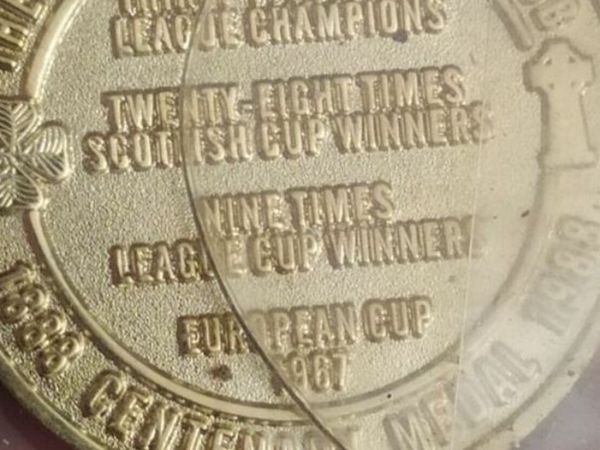 THE
LEAGUE CHAMPIONS
TWENTY-EIGHT TIMES
SCOTTISH CUP WINNERS
NINE TIMES
LEAGUE CUP WINNERS
EUROPEAN CUP
1967
1888 CENTENARY MEDAL 1988